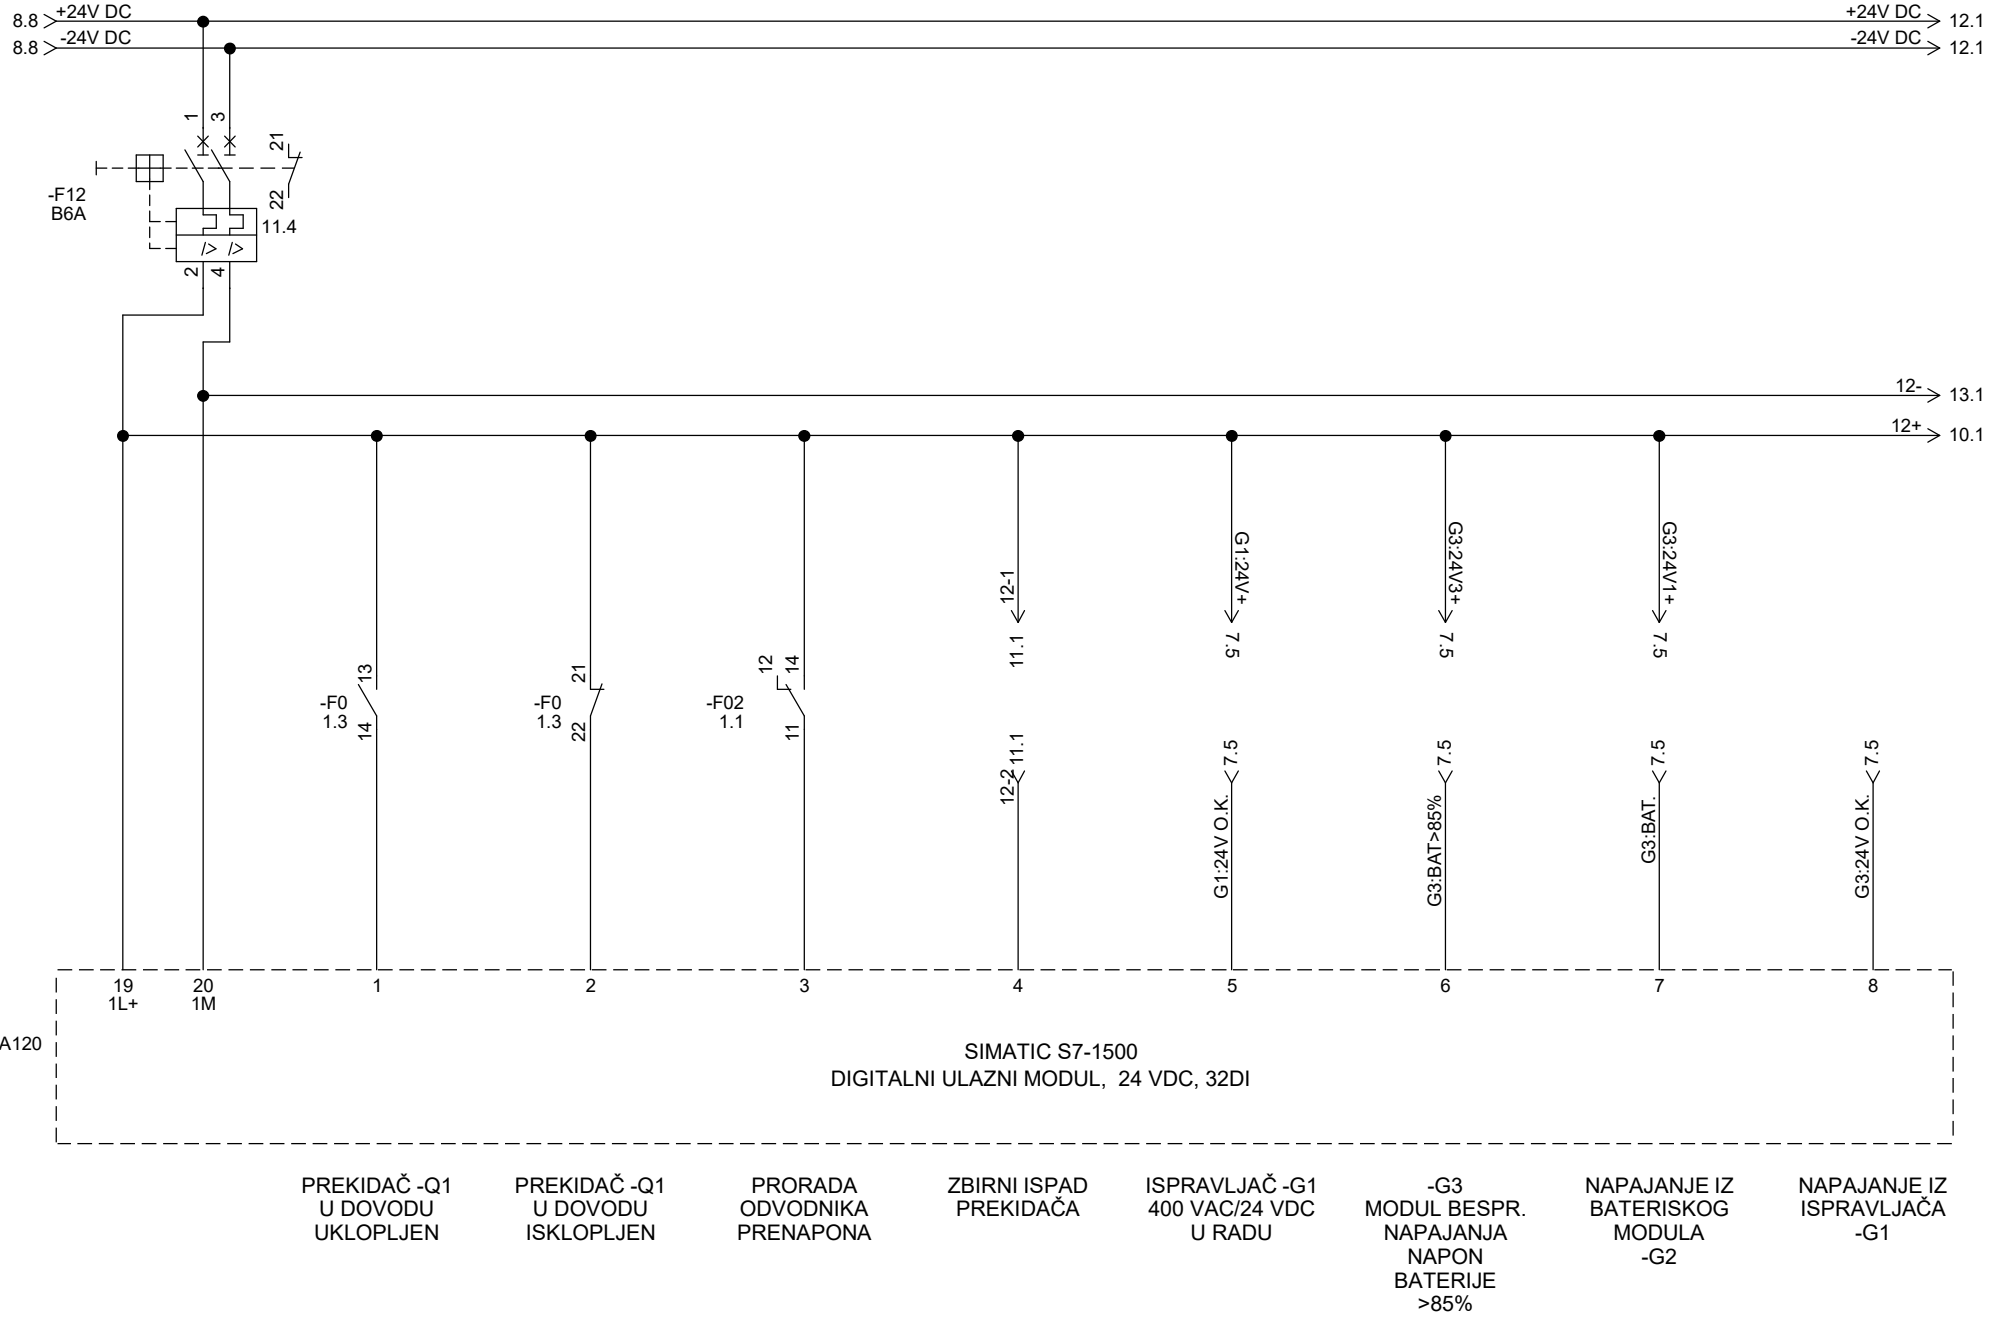 8.8 +24V DC +24V DC 12.1
8.8 -24V DC -24V DC 12.1
1 3 21
-F12
B6A
22
11.4
/> />
2 4
12- 13.1
12+ 10.1
G1:24V+
G3:24V3+
G3:24V1+
12-1
11.1 7.5 7.5 7.5
13 21 12 14
-F0
1.3
-F0
1.3
-F02
1.1
14 22 11
11.1 7.5 7.5 7.5 7.5
12-2
G1:24V O.K.
G3:BAT>85%
G3:BAT.
G3:24V O.K.
19 20 1 2 3 4 5 6 7 8
1L+ 1M
A120
SIMATIC S7-1500
DIGITALNI ULAZNI MODUL, 24 VDC, 32DI
PREKIDAČ -Q1
U DOVODU
UKLOPLJEN
PREKIDAČ -Q1
U DOVODU
ISKLOPLJEN
PRORADA
ODVODNIKA
PRENAPONA
ZBIRNI ISPAD
PREKIDAČA
ISPRAVLJAČ -G1
400 VAC/24 VDC
U RADU
-G3
MODUL BESPR.
NAPAJANJA
NAPON
BATERIJE
>85%
NAPAJANJE IZ
BATERISKOG
MODULA
-G2
NAPAJANJE IZ
ISPRAVLJAČA
-G1